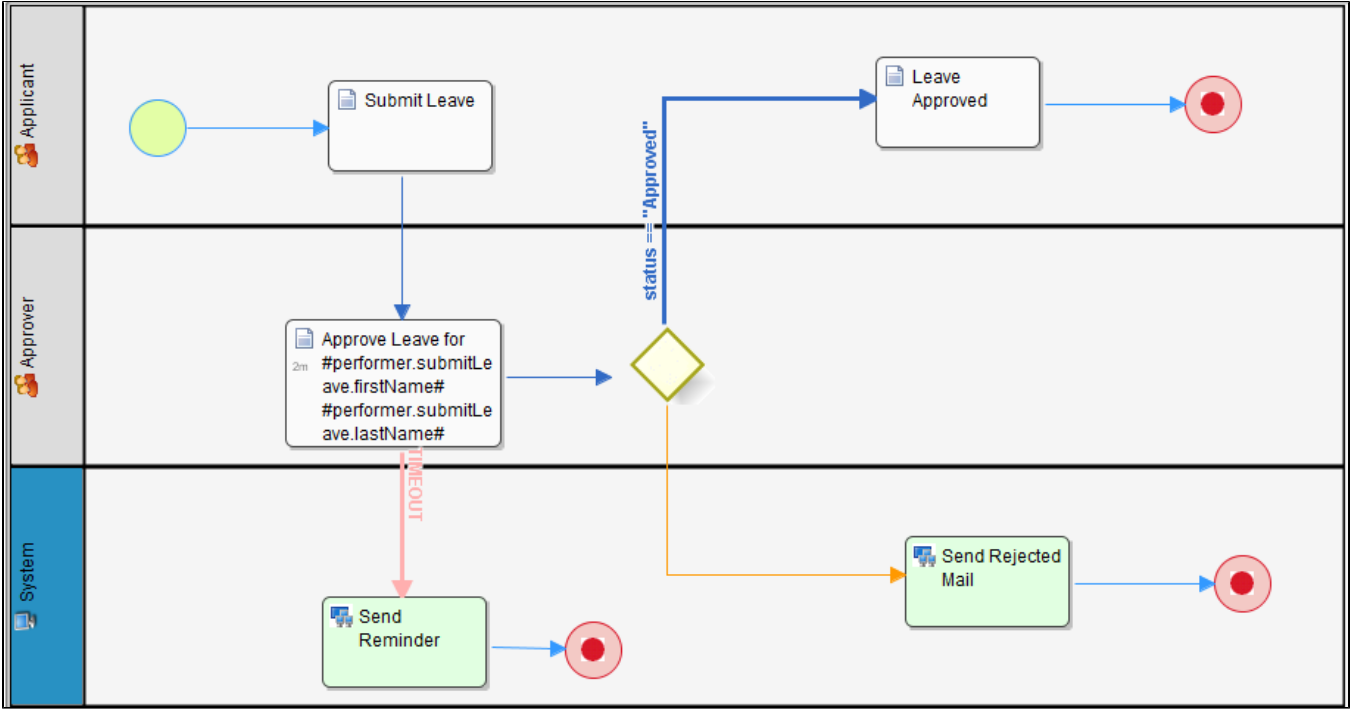 Applicant
Submit Leave
Leave
Approved
status == "Approved"
Approver
Approve Leave for
2m
#performer.submitLe
ave.firstName#
#performer.submitLe
ave.lastName#
TIMEOUT
System
Send
Reminder
Send Rejected
Mail